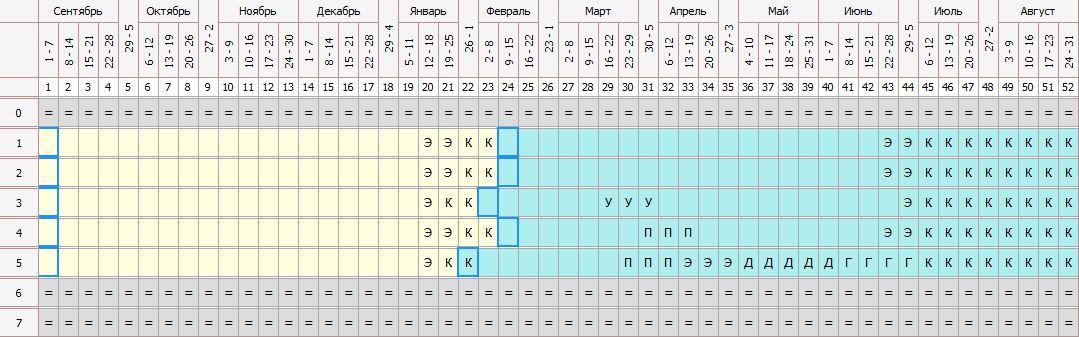 Сентябрь Октябрь Ноябрь Декабрь Январь Февраль Март Апрель Май Июнь Июль Август
1 - 7 8 - 14 15 - 21 22 - 28 29 - 5 6 - 12 13 - 19 20 - 26 27 - 2 3 - 9 10 - 16 17 - 23 24 - 30 1 - 7 8 - 14 15 - 21 22 - 28 29 - 4 5 - 11 12 - 18 19 - 25 26 - 1 2 - 8 9 - 15 16 - 22 23 - 1 2 - 8 9 - 15 16 - 22 23 - 29 30 - 5 6 - 12 13 - 19 20 - 26 27 - 3 4 - 10 11 - 17 18 - 24 25 - 31 1 - 7 8 - 14 15 - 21 22 - 28 29 - 5 6 - 12 13 - 19 20 - 26 27 - 2 3 - 9 10 - 16 17 - 23 24 - 31
1 2 3 4 5 6 7 8 9 10 11 12 13 14 15 16 17 18 19 20 21 22 23 24 25 26 27 28 29 30 31 32 33 34 35 36 37 38 39 40 41 42 43 44 45 46 47 48 49 50 51 52
0 = = = = = = = = = = = = = = = = = = = = = = = = = = = = = = = = = = = = = = = = = = = = = = = = = = = =
1 Э Э К К Э Э К К К К К К К К
2 Э Э К К Э Э К К К К К К К К
3 Э К К У У У Э К К К К К К К К
4 Э Э К К П П П Э Э К К К К К К К К
5 Э К К П П П Э Э Э Д Д Д Д Д Г Г Г Г К К К К К К К К
6 = = = = = = = = = = = = = = = = = = = = = = = = = = = = = = = = = = = = = = = = = = = = = = = = = = = =
7 = = = = = = = = = = = = = = = = = = = = = = = = = = = = = = = = = = = = = = = = = = = = = = = = = = = =